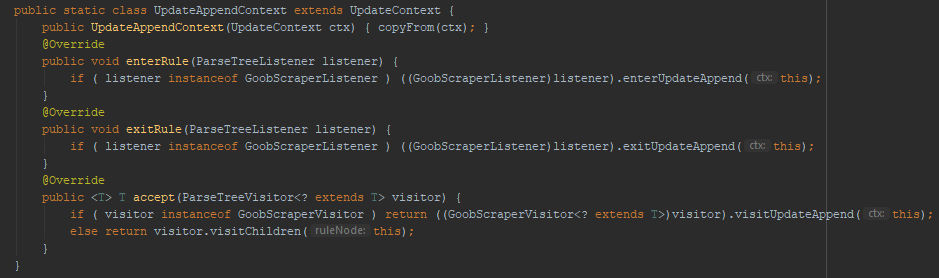 public static class UpdateAppendContext extends UpdateContext {
    public UpdateAppendContext(UpdateContext ctx) { copyFrom(ctx); }
    @Override
    public void enterRule(ParseTreeListener listener) {
        if ( listener instanceof GoobScraperListener ) ((GoobScraperListener)listener).enterUpdateAppend( ctx: this);
    }
    @Override
    public void exitRule(ParseTreeListener listener) {
        if ( listener instanceof GoobScraperListener ) ((GoobScraperListener)listener).exitUpdateAppend( ctx: this);
    }
    @Override
    public <T> T accept(ParseTreeVisitor<? extends T> visitor) {
        if ( visitor instanceof GoobScraperVisitor ) return ((GoobScraperVisitor<? extends T>)visitor).visitUpdateAppend( ctx: this);
        else return visitor.visitChildren( ruleNode: this);
    }
}